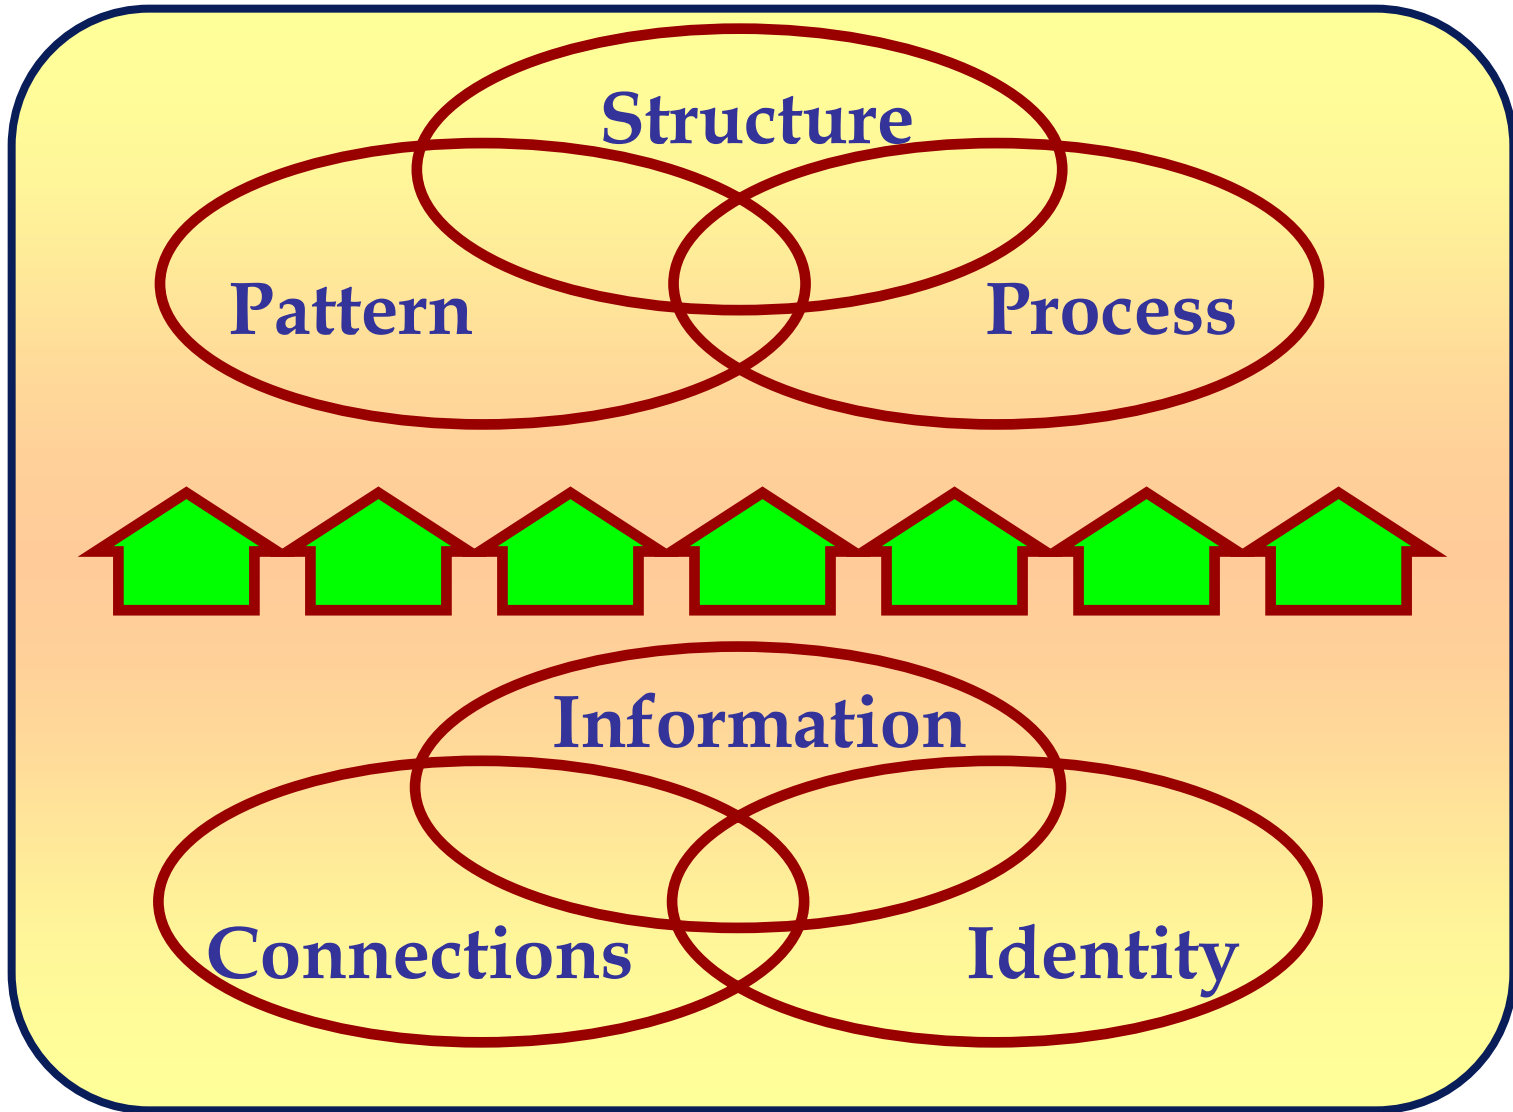 Structure
Pattern Process
Information
Connections Identity